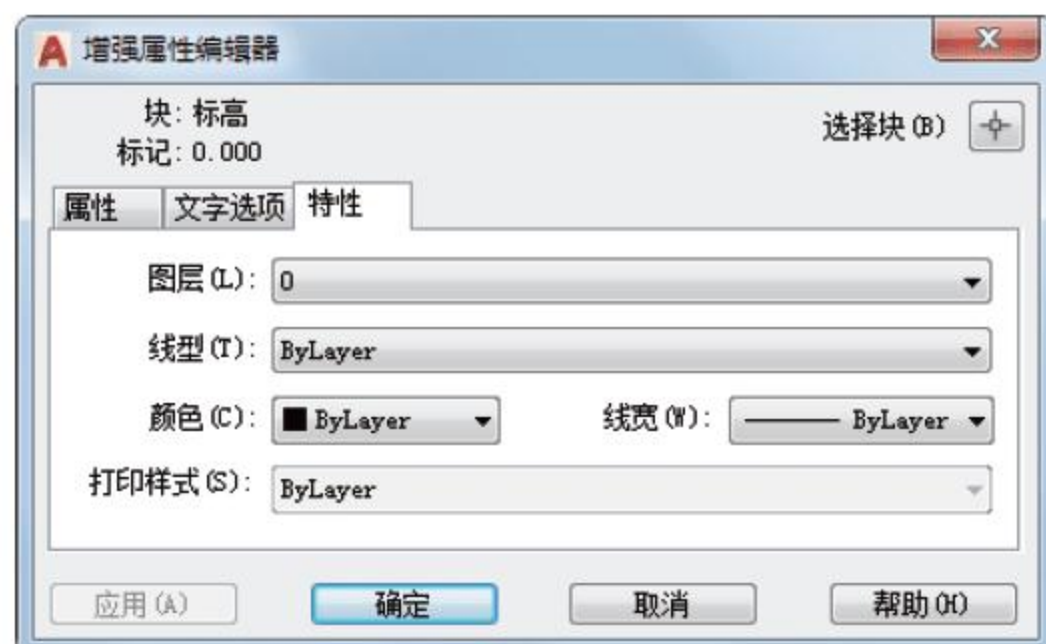 增强属性编辑器
块: 标高
标记: 0.000
选择块(B)
属性 文字选项 特性
图层(L): 0
线型(T): ByLayer
颜色(C): ByLayer 线宽(W): ByLayer
打印样式(S): ByLayer
应用(A) 确定 取消 帮助(H)